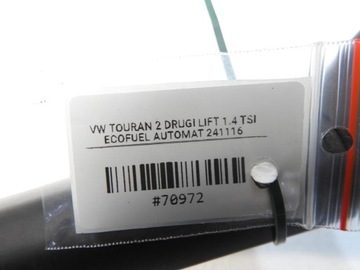 VW TOURAN 2 DRUGI LIFT 1.4 TSI
ECOFUEL AUTOMAT 241116
#70972